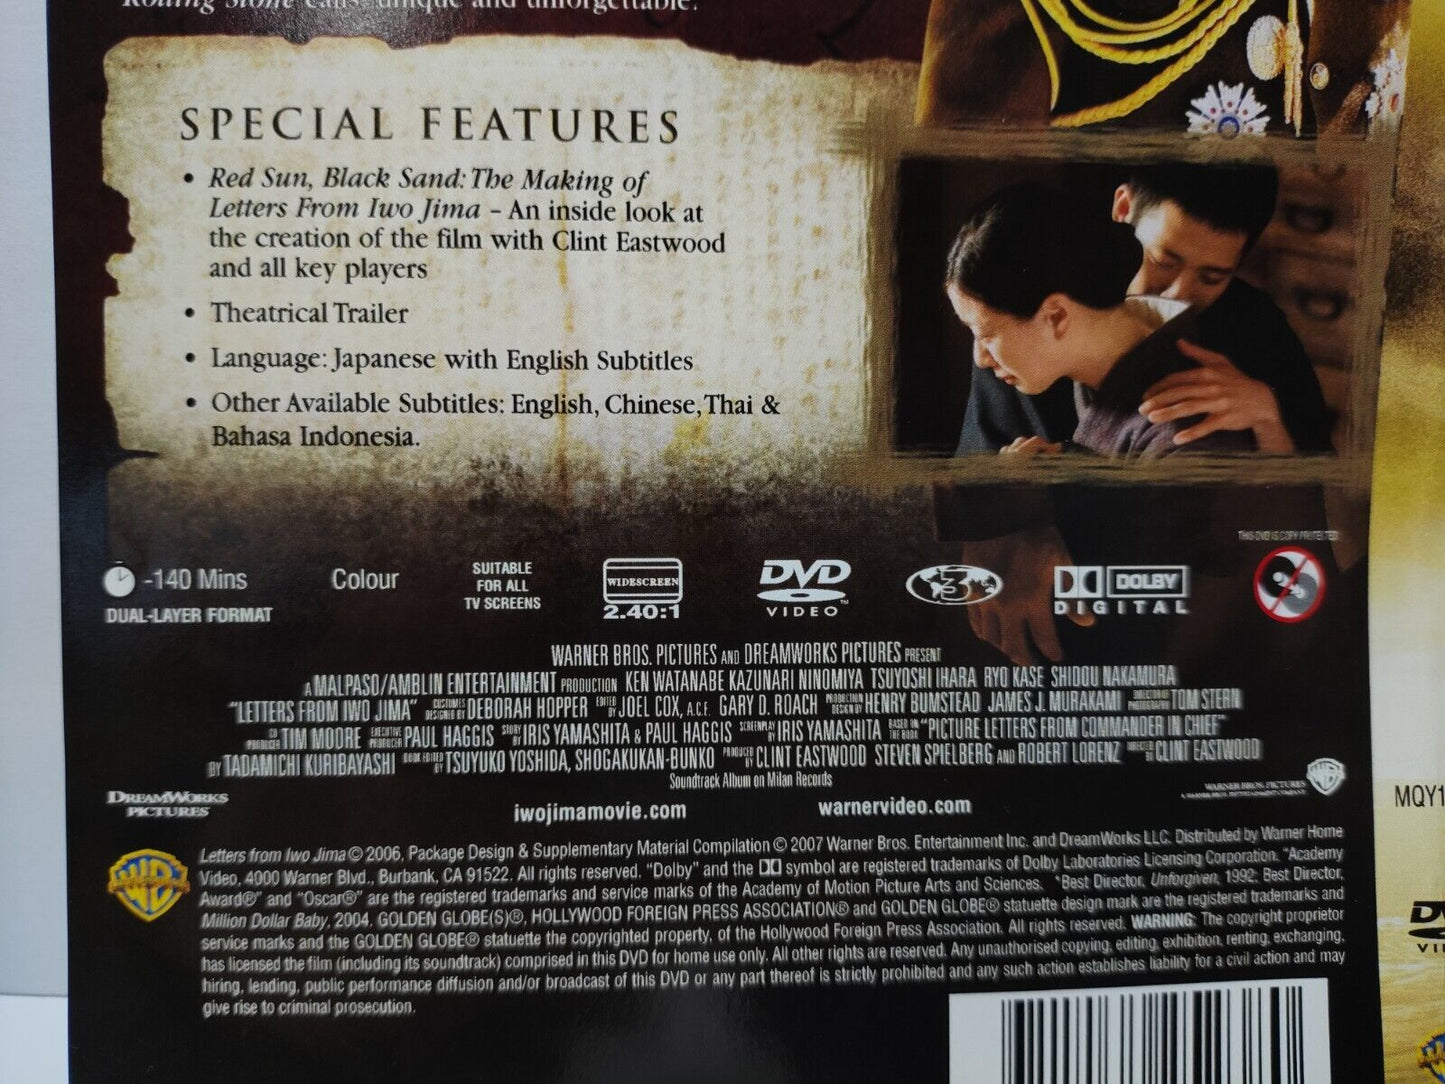 Rolling Stone calls "unique and unforgettable."
SPECIAL FEATURES
• Red Sun, Black Sand: The Making of
Letters From Iwo Jima – An inside look at
the creation of the film with Clint Eastwood
and all key players
• Theatrical Trailer
• Language: Japanese with English Subtitles
• Other Available Subtitles: English, Chinese, Thai &
Bahasa Indonesia.
THIS DVD IS COPY PROTECTED
-140 Mins
DUAL-LAYER FORMAT
Colour
SUITABLE
FOR ALL
TV SCREENS
WIDESCREEN
2.40:1
DVD
VIDEO™
3
DOLBY
DIGITAL
WARNER BROS. PICTURES AND DREAMWORKS PICTURES PRESENT
A MALPASO/AMBLIN ENTERTAINMENT PRODUCTION KEN WATANABE KAZUNARI NINOMIYA TSUYOSHI IHARA RYO KASE SHIDOU NAKAMURA
"LETTERS FROM IWO JIMA" COSTUMES DESIGNED BY DEBORAH HOPPER EDITED BY JOEL COX, A.C.E. GARY D. ROACH PRODUCTION DESIGN BY HENRY BUMSTEAD JAMES J. MURAKAMI DIRECTOR OF PHOTOGRAPHY TOM STERN
CO PRODUCER TIM MOORE EXECUTIVE PRODUCER PAUL HAGGIS STORY BY IRIS YAMASHITA & PAUL HAGGIS SCREENPLAY BY IRIS YAMASHITA BASED ON THE BOOK "PICTURE LETTERS FROM COMMANDER IN CHIEF"
BY TADAMICHI KURIBAYASHI BOOK EDITED BY TSUYUKO YOSHIDA, SHOGAKUKAN-BUNKO PRODUCED BY CLINT EASTWOOD STEVEN SPIELBERG AND ROBERT LORENZ DIRECTED BY CLINT EASTWOOD
Soundtrack Album on Milan Records
DREAMWORKS
PICTURES
iwojimamovie.com
warnervideo.com
WARNER BROS. PICTURES
A WARNER BROS. ENTERTAINMENT COMPANY
MQY1
Letters from Iwo Jima © 2006, Package Design & Supplementary Material Compilation © 2007 Warner Bros. Entertainment Inc. and DreamWorks LLC. Distributed by Warner Home
Video, 4000 Warner Blvd., Burbank, CA 91522. All rights reserved. "Dolby" and the DD symbol are registered trademarks of Dolby Laboratories Licensing Corporation. "Academy
Award®" and "Oscar®" are the registered trademarks and service marks of the Academy of Motion Picture Arts and Sciences. *Best Director, Unforgiven, 1992; Best Director,
Million Dollar Baby, 2004. GOLDEN GLOBE(S)®, HOLLYWOOD FOREIGN PRESS ASSOCIATION® and GOLDEN GLOBE® statuette design mark are the registered trademarks and
service marks and the GOLDEN GLOBE® statuette the copyrighted property, of the Hollywood Foreign Press Association. All rights reserved. WARNING: The copyright proprietor
has licensed the film (including its soundtrack) comprised in this DVD for home use only. All other rights are reserved. Any unauthorised copying, editing, exhibition, renting, exchanging,
hiring, lending, public performance diffusion and/or broadcast of this DVD or any part thereof is strictly prohibited and any such action establishes liability for a civil action and may
give rise to criminal prosecution.